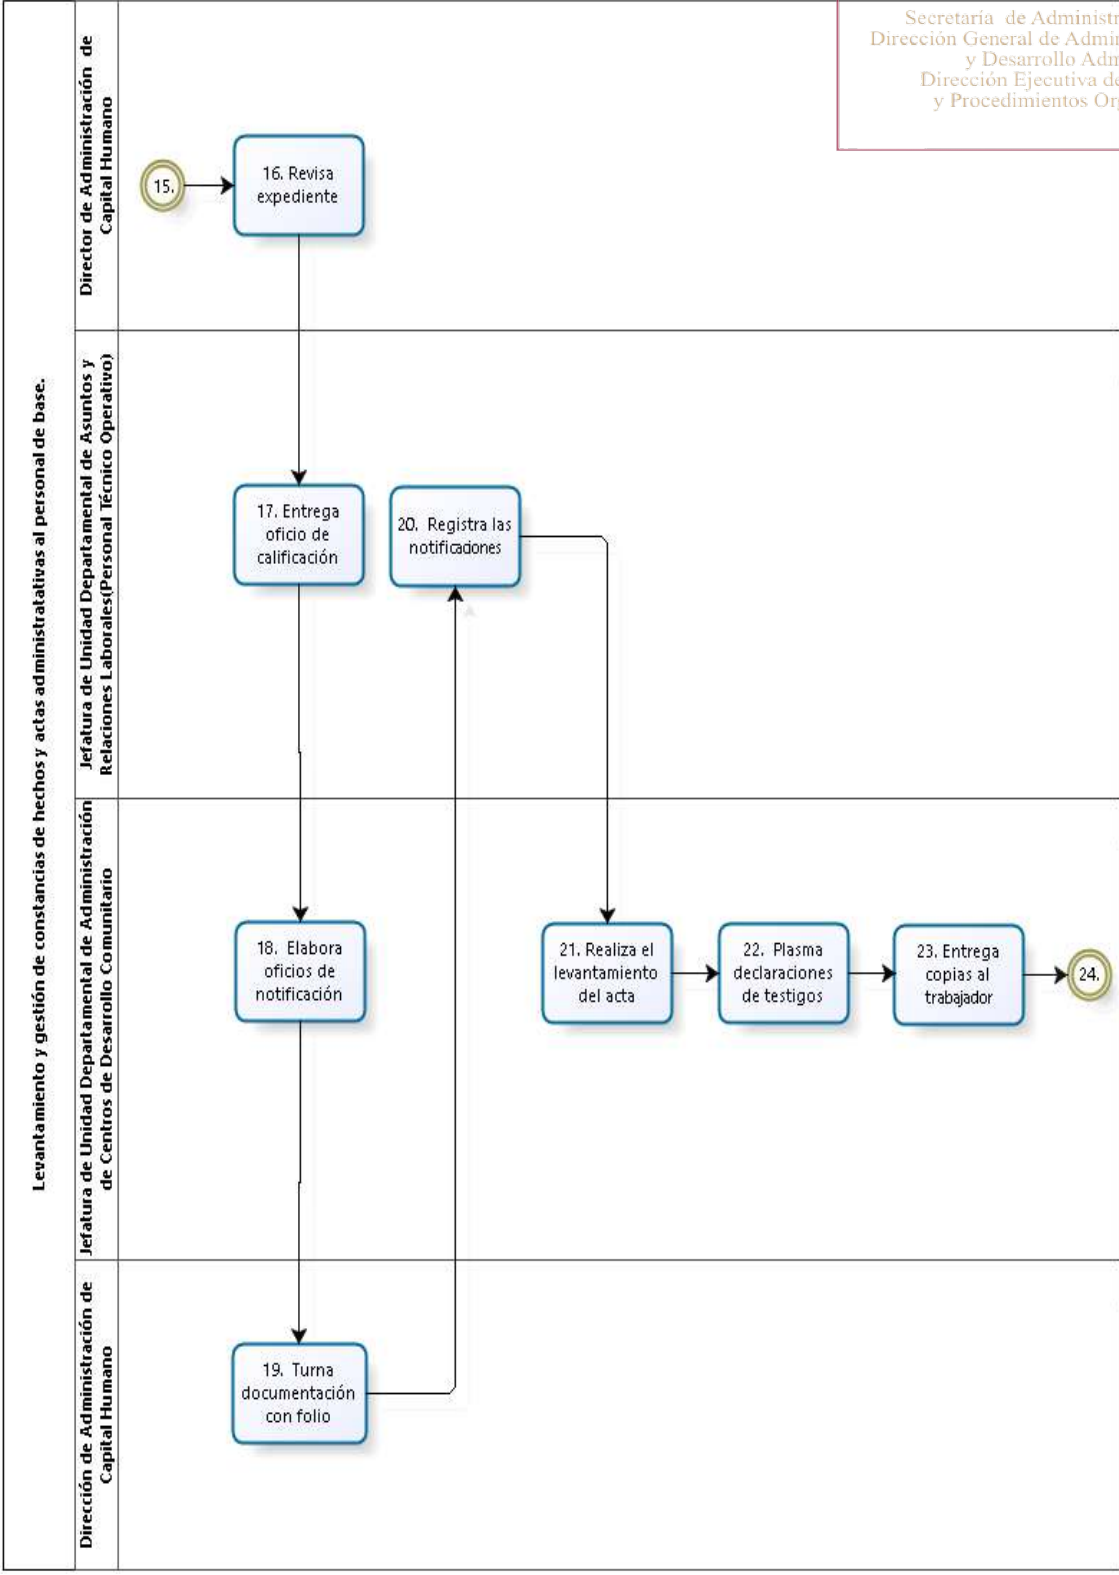 Secretaria de Administr
Dirección General de Admin
y Desarrollo Adm
Dirección Ejecutiva de
y Procedimientos Or
Levantamiento y gestión de constancias de hechos y actas administratativas al personal de base.
Director de Administración de
Capital Humano
15.
16. Revisa
expediente
Jefatura de Unidad Departamental de Asuntos y
Relaciones Laborales(Personal Técnico Operativo)
17. Entrega
oficio de
calificación
20. Registra las
notificaciones
Jefatura de Unidad Departamental de Administración
de Centros de Desarrollo Comunitario
18. Elabora
oficios de
notificación
21. Realiza el
levantamiento
del acta
22. Plasma
declaraciones
de testigos
23. Entrega
copias al
trabajador
24.
Dirección de Administración de
Capital Humano
19. Turna
documentación
con folio